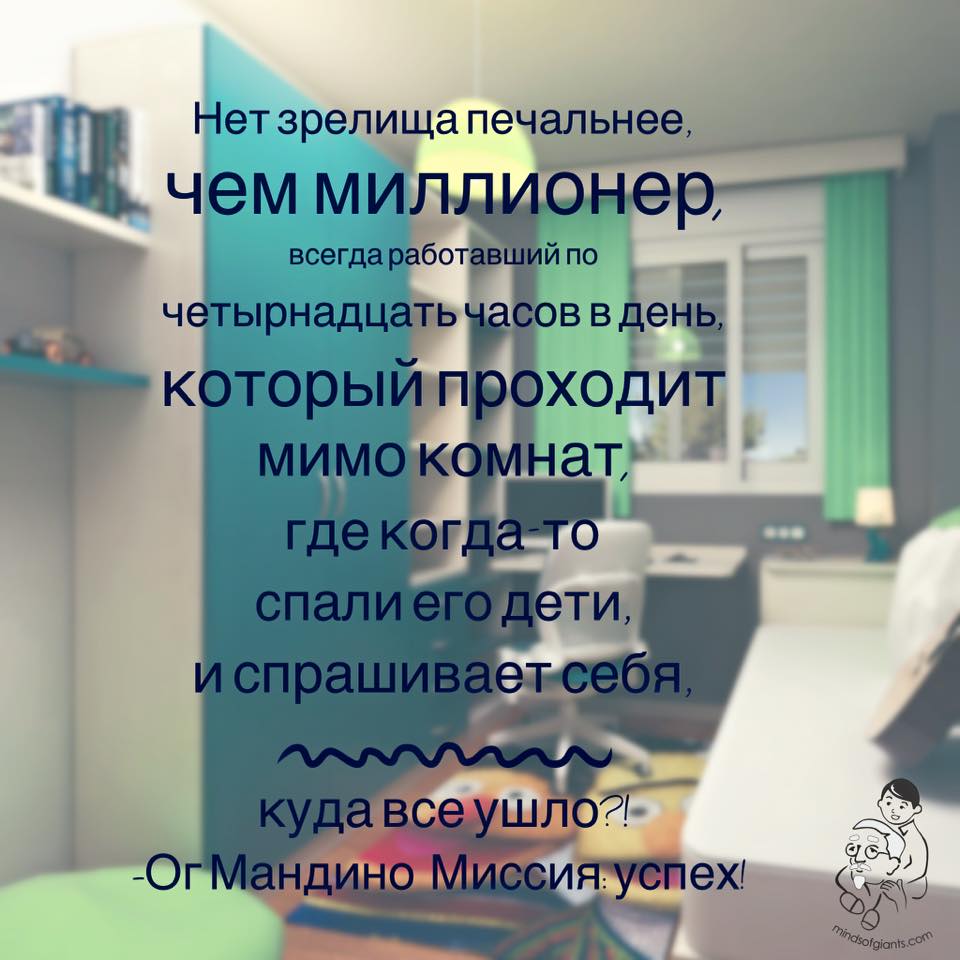 Нет зрелища печальнее,
чем миллионер,
всегда работавший по
четырнадцать часов в день,
который проходит
мимо комнат,
где когда-то
спали его дети,
и спрашивает себя,
куда все ушло?!
-Ог Мандино Миссия: успех!
mindsofgiants.com